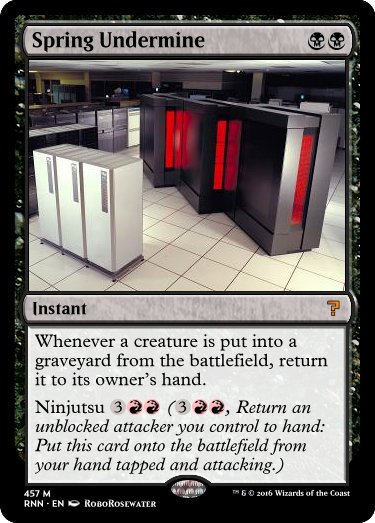 Spring Undermine
Instant
Whenever a creature is put into a
graveyard from the battlefield, return
it to its owner's hand.
Ninjutsu 3RR (3RR, Return an
unblocked attacker you control to hand:
Put this card onto the battlefield from
your hand tapped and attacking.)
457 M
RNN • EN RoboRosewater
™ & © 2016 Wizards of the Coast